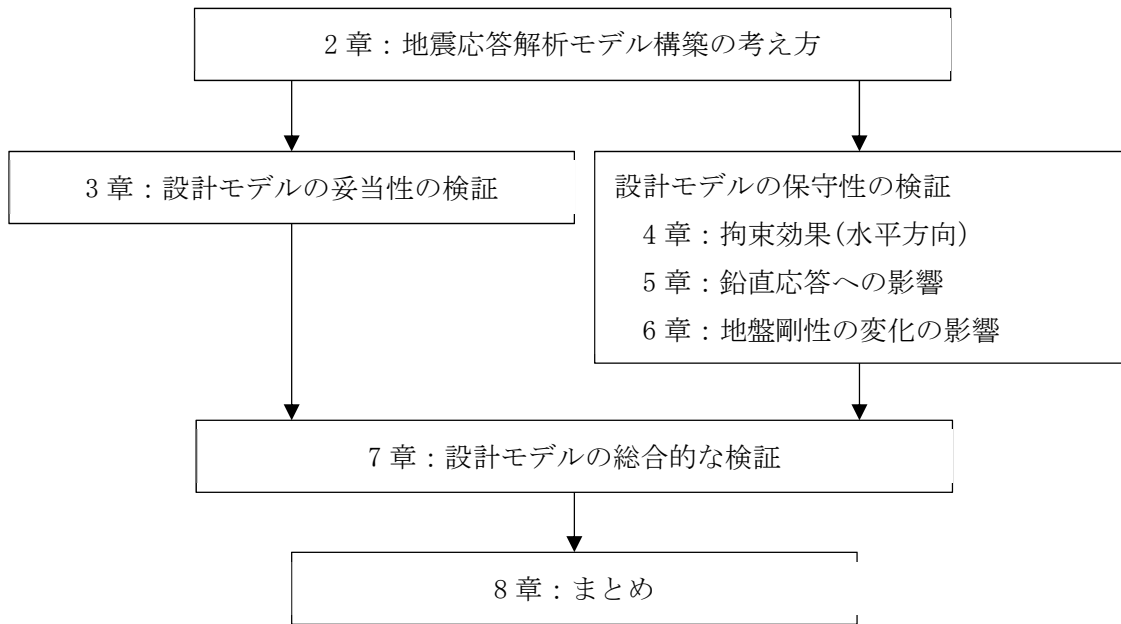 2章：地震応答解析モデル構築の考え方
3章：設計モデルの妥当性の検証
設計モデルの保守性の検証
4章：拘束効果(水平方向)
5章：鉛直応答への影響
6章：地盤剛性の変化の影響
7章：設計モデルの総合的な検証
8章：まとめ